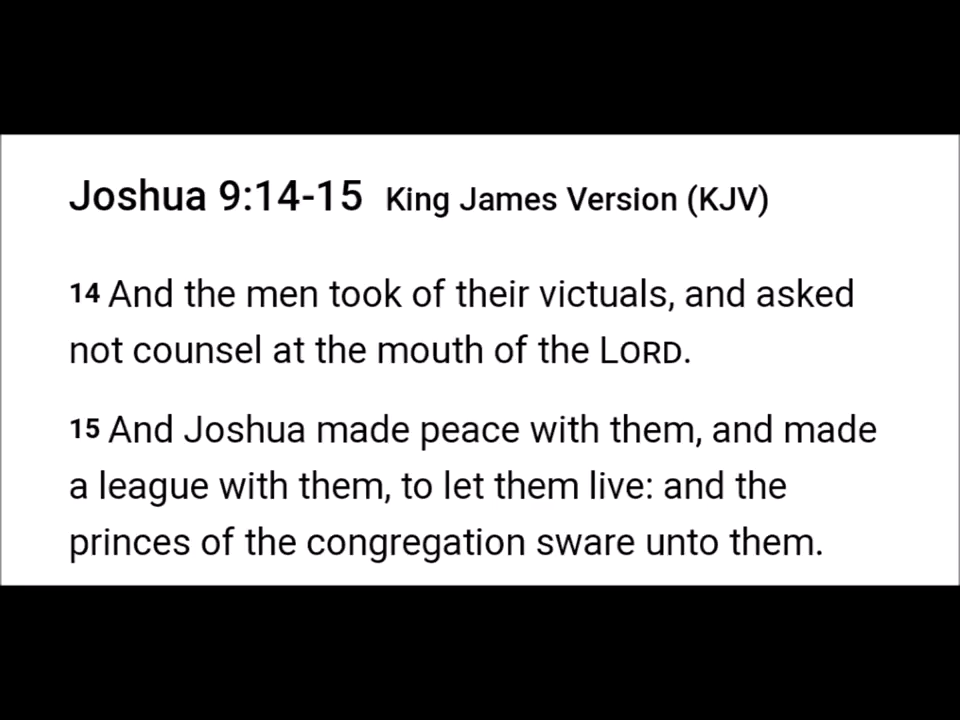 Joshua 9:14-15 King James Version (KJV)
14 And the men took of their victuals, and asked
not counsel at the mouth of the LORD.
15 And Joshua made peace with them, and made
a league with them, to let them live: and the
princes of the congregation sware unto them.